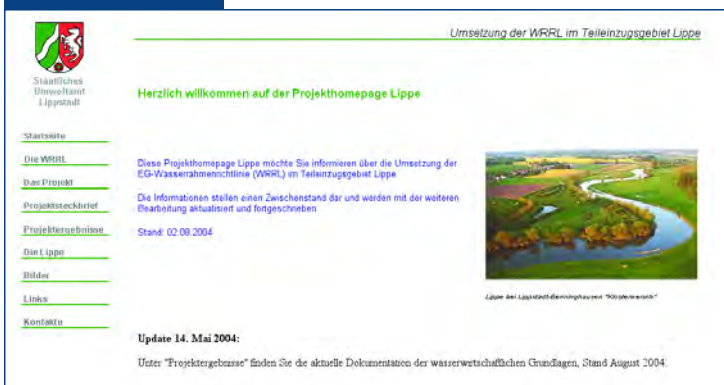 Umsetzung der WRRL im Teileinzugsgebiet Lippe
Staatliches
Umweltamt
Lippstadt
Herzlich willkommen auf der Projekthomepage Lippe
Startseite
Die WRRL
Das Projekt
Projektsteckbrief
Projektergebnisse
Die Lippe
Bilder
Links
Kontakte
Diese Projekthomepage Lippe möchte Sie informieren über die Umsetzung der
EG-Wasserrahmenrichtlinie (WRRL) im Teileinzugsgebiet Lippe
Die Informationen stellen einen Zwischenstand dar und werden mit der weiteren
Bearbeitung aktualisiert und fortgeschrieben
Stand: 02.08.2004
Lippe bei Lippstadt-Benninghausen
Update 14. Mai 2004:
Unter "Projektergebnisse" finden Sie die aktuelle Dokumentation der wasserwirtschaftlichen Grundlagen, Stand August 2004.